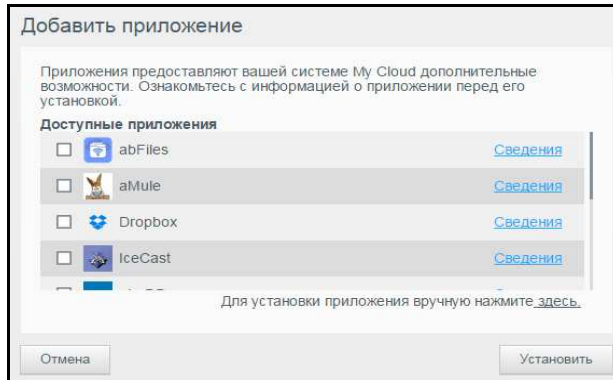 Добавить приложение
Приложения предоставляют вашей системе My Cloud дополнительные
возможности. Ознакомьтесь с информацией о приложении перед его
установкой.
Доступные приложения
abFiles Сведения
aMule Сведения
Dropbox Сведения
IceCast Сведения
Для установки приложения вручную нажмите здесь.
Отмена Установить